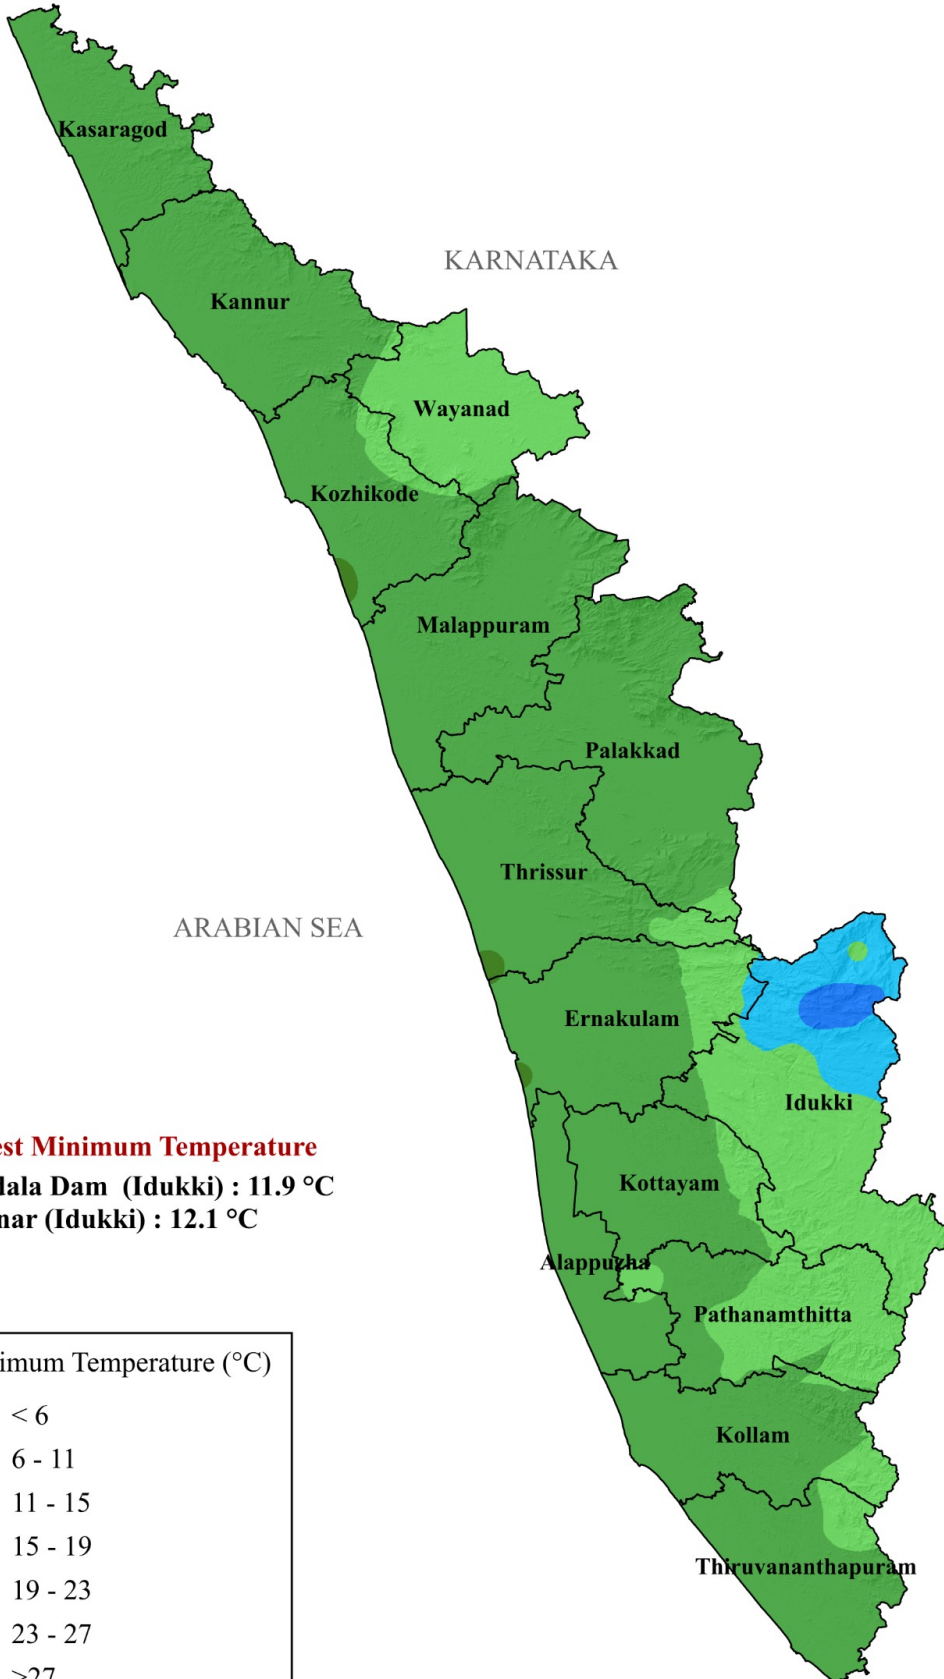 Kasaragod
KARNATAKA
Kannur
Wayanad
Kozhikode
Malappuram
Palakkad
Thrissur
ARABIAN SEA
Ernakulam
Idukki
est Minimum Temperature
lala Dam (Idukki) : 11.9 °C
nar (Idukki) : 12.1 °C
Kottayam
Alappuzha
Pathanamthitta
imum Temperature (°C)
< 6
6 - 11
11 - 15
15 - 19
19 - 23
23 - 27
>27
Kollam
Thiruvananthapuram